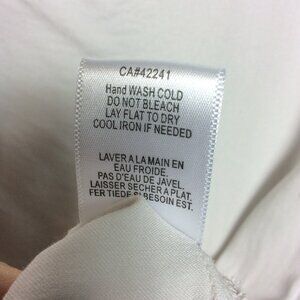 CA#42241
Hand WASH COLD
DO NOT BLEACH
LAY FLAT TO DRY
COOL IRON IF NEEDED
LAVER A LA MAIN EN
EAU FROIDE.
PAS D'EAU DE JAVEL.
LAISSER SECHER A PLAT.
FER TIEDE SI BESOIN EST.